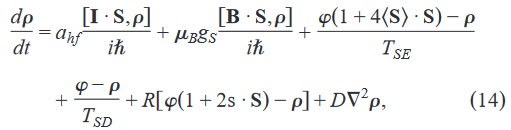 dρ/dt = a_hf [I · S,ρ]/iħ + μ_B g_S [B · S,ρ]/iħ + φ(1 + 4⟨S⟩ · S) − ρ/T_SE
+ φ − ρ/T_SD + R[φ(1 + 2s · S) − ρ] + D∇²ρ, (14)